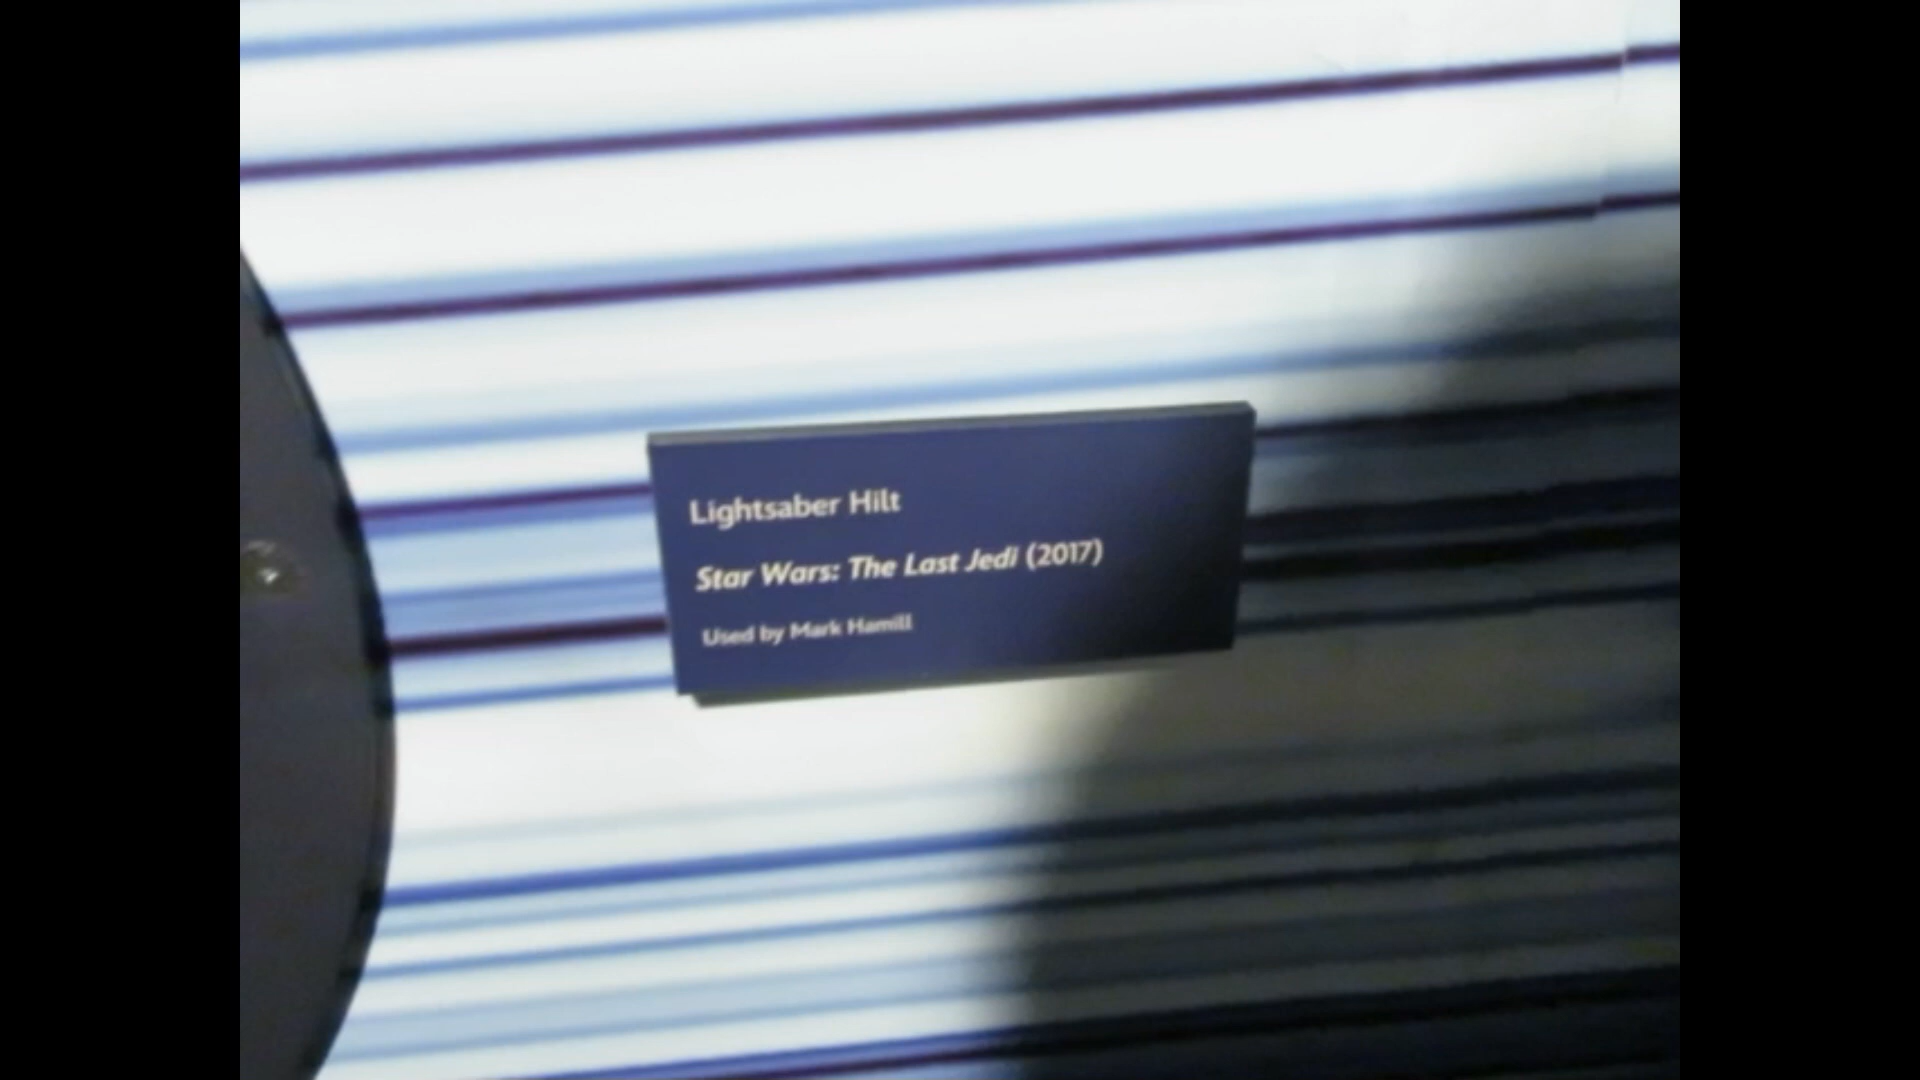 Lightsaber Hilt
Star Wars: The Last Jedi (2017)
Used by Mark Hamill